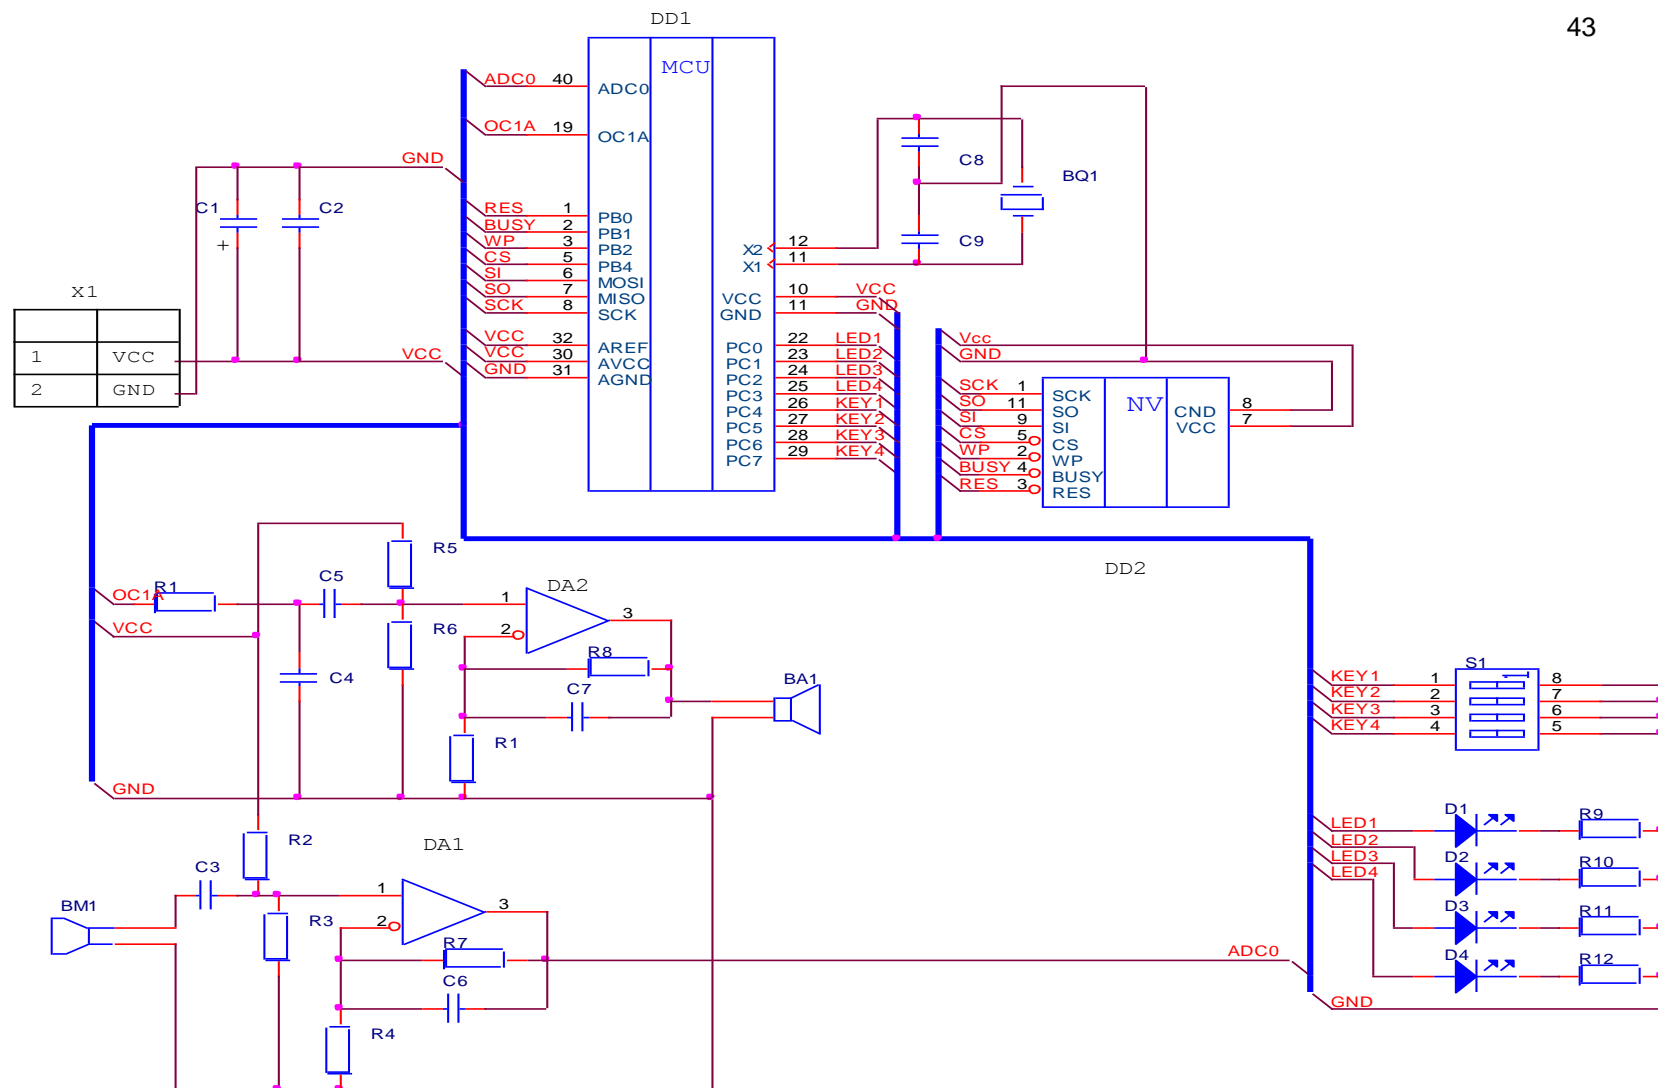 43
DD1
MCU
ADC0 40 ADC0
OC1A 19 OC1A
GND
RES 1 PB0
BUSY 2 PB1
WP 3 PB2
CS 5 PB4
SI 6 MOSI
SO 7 MISO
SCK 8 SCK
VCC 32 AREF
VCC 30 AVCC
GND 31 AGND
X2 12
X1 11
VCC 10 VCC
GND 11 GND
PC0 22 LED1
PC1 23 LED2
PC2 24 LED3
PC3 25 LED4
PC4 26 KEY1
PC5 27 KEY2
PC6 28 KEY3
PC7 29 KEY4
C8
C9
BQ1
C1
+
C2
X1
1 VCC
2 GND
VCC
Vcc
GND
NV
SCK 1 SCK
SO 11 SO
SI 9 SI
CS 5 CS
WP 2 WP
BUSY 4 BUSY
RES 3 RES
CND 8
VCC 7
DD2
R5
OC1A
R1
C5
VCC
R6
C4
DA2
1
2
3
R8
C7
R1
BA1
GND
S1
1
KEY1 1 8
KEY2 2 7
KEY3 3 6
KEY4 4 5
R2
DA1
C3
BM1
R3
1
2
3
R7
C6
R4
ADC0
LED1 D1 R9
LED2 D2 R10
LED3 D3 R11
LED4 D4 R12
GND